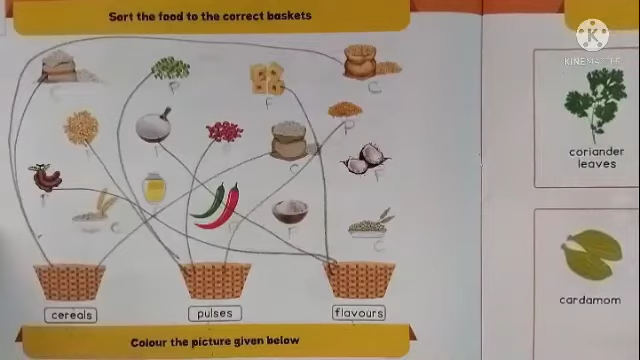 Sort the food to the correct baskets
K
KINEMASTER
C
P
F
C
P
F
C
F
C
F
C
coriander
leaves
cereals
pulses
flavours
cardamom
Colour the picture given below